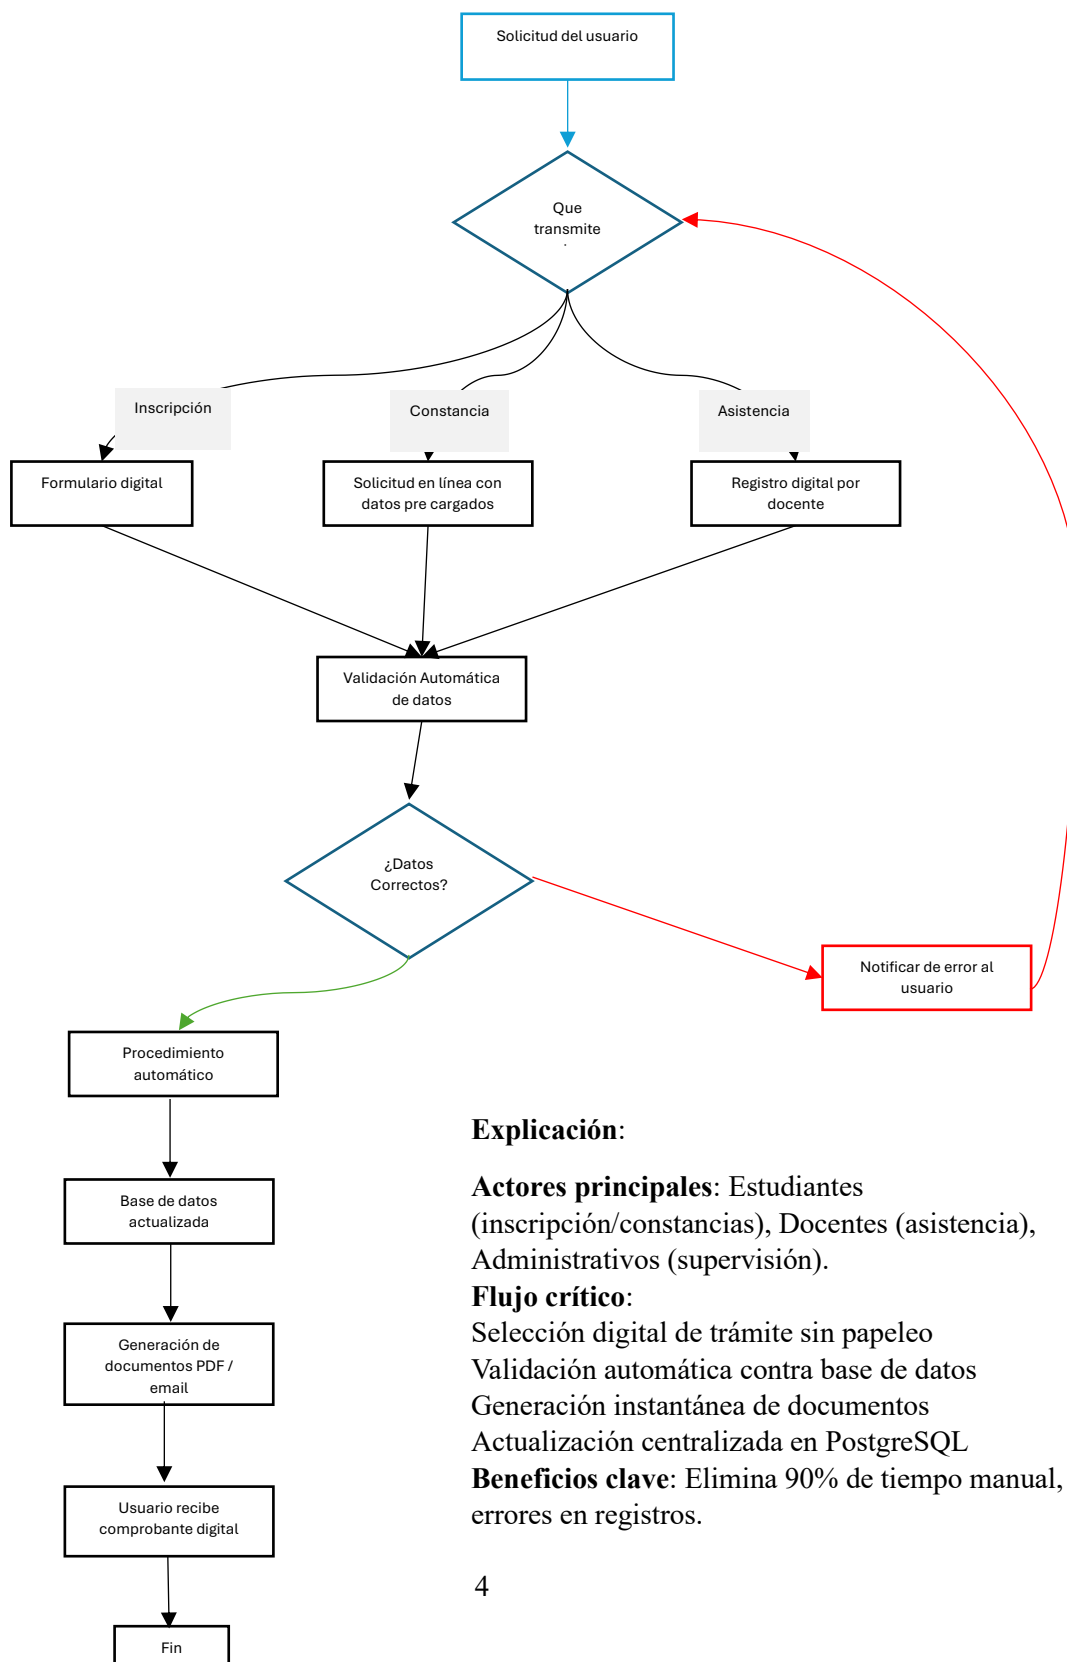 Solicitud del usuario
Que
transmite
Inscripción
Constancia
Asistencia
Formulario digital
Solicitud en línea con
datos pre cargados
Registro digital por
docente
Validación Automática
de datos
¿Datos
Correctos?
Notificar de error al
usuario
Procedimiento
automático
Base de datos
actualizada
Generación de
documentos PDF /
email
Usuario recibe
comprobante digital
Fin
Explicación:
Actores principales: Estudiantes
(inscripción/constancias), Docentes (asistencia),
Administrativos (supervisión).
Flujo crítico:
Selección digital de trámite sin papeleo
Validación automática contra base de datos
Generación instantánea de documentos
Actualización centralizada en PostgreSQL
Beneficios clave: Elimina 90% de tiempo manual,
errores en registros.
4